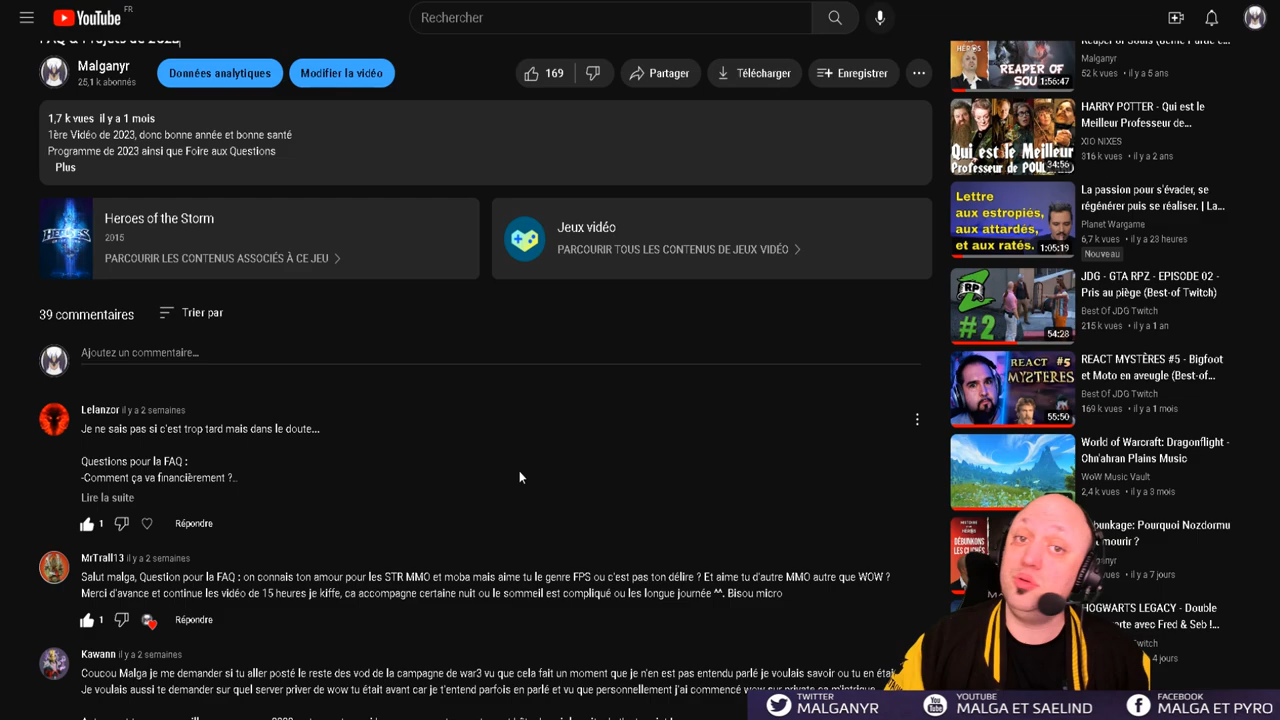 YouTube FR
Rechercher
FAQ & Projets de 2023
Malganyr
25,1 k abonnés
Données analytiques
Modifier la vidéo
169
Partager
Télécharger
Enregistrer
1,7 k vues il y a 1 mois
1ère Vidéo de 2023, donc bonne année et bonne santé
Programme de 2023 ainsi que Foire aux Questions
Plus
Heroes of the Storm
2015
PARCOURIR LES CONTENUS ASSOCIÉS À CE JEU
Jeux vidéo
PARCOURIR TOUS LES CONTENUS DE JEUX VIDÉO
39 commentaires
Trier par
Ajoutez un commentaire...
Lelanzor il y a 2 semaines
Je ne sais pas si c'est trop tard mais dans le doute...
Questions pour la FAQ :
-Comment ça va financièrement ?..
Lire la suite
1
Répondre
MrTrall13 il y a 2 semaines
Salut malga, Question pour la FAQ : on connais ton amour pour les STR MMO et moba mais aime tu le genre FPS ou c'est pas ton délire ? Et aime tu d'autre MMO autre que WOW ?
Merci d'avance et continue les vidéo de 15 heures je kiffe, ca accompagne certaine nuit ou le sommeil est compliqué ou les longue journée ^^. Bisou micro
1
Répondre
Kawann il y a 2 semaines
Coucou Malga je me demander si tu aller posté le reste des vod de la campagne de war3 vu que cela fait un moment que je n'en est pas entendu parlé je voulais savoir ou en état
Je voulais aussi te demander sur quel server priver de wow tu était avant car je t'entend parfois en parlé et vu que personnellement j'ai commencé wow sur private ça m'intrigue
HÉROS
REAPER OF SOU
1:56:47
Reaper of Souls (5ème Partie
Malganyr
52 k vues • il y a 5 ans
Qui est le Meilleur
Professeur de POU
34:56
HARRY POTTER - Qui est le
Meilleur Professeur de...
XIO NIXES
316 k vues • il y a 2 ans
Lettre
aux estropiés,
aux attardés,
et aux ratés.
1:05:19
La passion pour s'évader, se
régénérer puis se réaliser. | La...
Planet Wargame
6,7 k vues • il y a 23 heures
Nouveau
RP
#2
54:28
JDG - GTA RPZ - EPISODE 02 -
Pris au piège (Best-of Twitch)
Best Of JDG Twitch
215 k vues • il y a 1 an
REACT #5
MYSTERES
55:50
REACT MYSTÈRES #5 - Bigfoot
et Moto en aveugle (Best-of...
Best Of JDG Twitch
169 k vues • il y a 1 mois
World of Warcraft: Dragonflight -
Ohn'ahran Plains Music
WoW Music Vault
2,4 k vues • il y a 3 mois
DÉBUNKONS
LES CLICHÉS
bunkage: Pourquoi Nozdormu
mourir ?
il y a 7 jours
HOGWARTS LEGACY - Double
rte avec Fred & Seb !...
4 jours
TWITTER
MALGANYR
YOUTUBE
MALGA ET SAELIND
FACEBOOK
MALGA ET PYRO